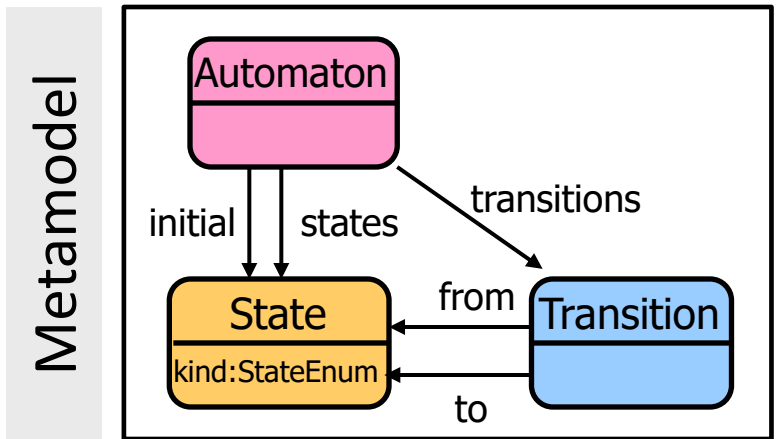 Metamodel
Automaton
initial
states
transitions
State
kind:StateEnum
from
to
Transition